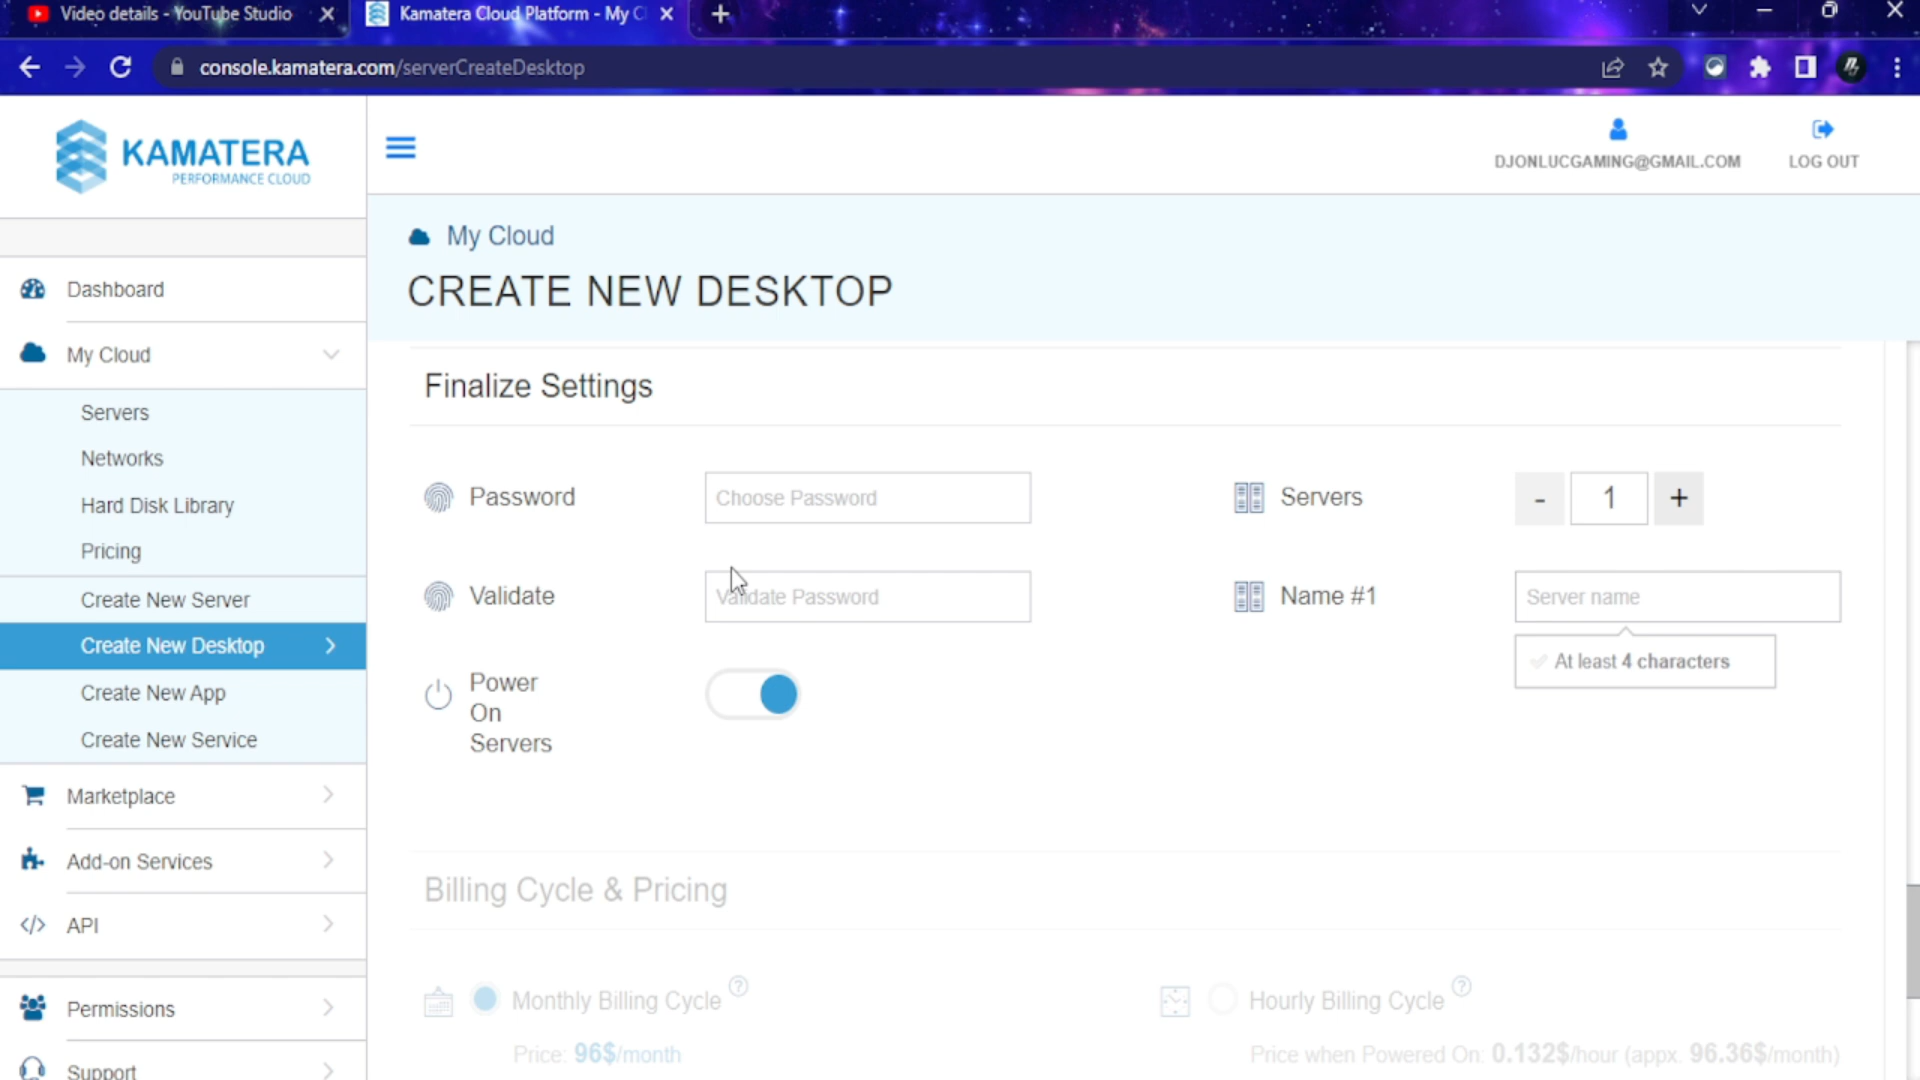 Video details - YouTube Studio
Kamatera Cloud Platform - My C
console.kamatera.com/serverCreateDesktop
KAMATERA
PERFORMANCE CLOUD
DJONLUCGAMING@GMAIL.COM
LOG OUT
My Cloud
CREATE NEW DESKTOP
Dashboard
My Cloud
Servers
Networks
Hard Disk Library
Pricing
Create New Server
Create New Desktop
Create New App
Create New Service
Marketplace
Add-on Services
API
Permissions
Support
Finalize Settings
Password
Choose Password
Servers
- 1 +
Validate
Validate Password
Name #1
Server name
At least 4 characters
Power
On
Servers
Billing Cycle & Pricing
Monthly Billing Cycle ?
Hourly Billing Cycle ?
Price: 96$/month
Price when Powered On: 0.132$/hour (appx. 96.36$/month)